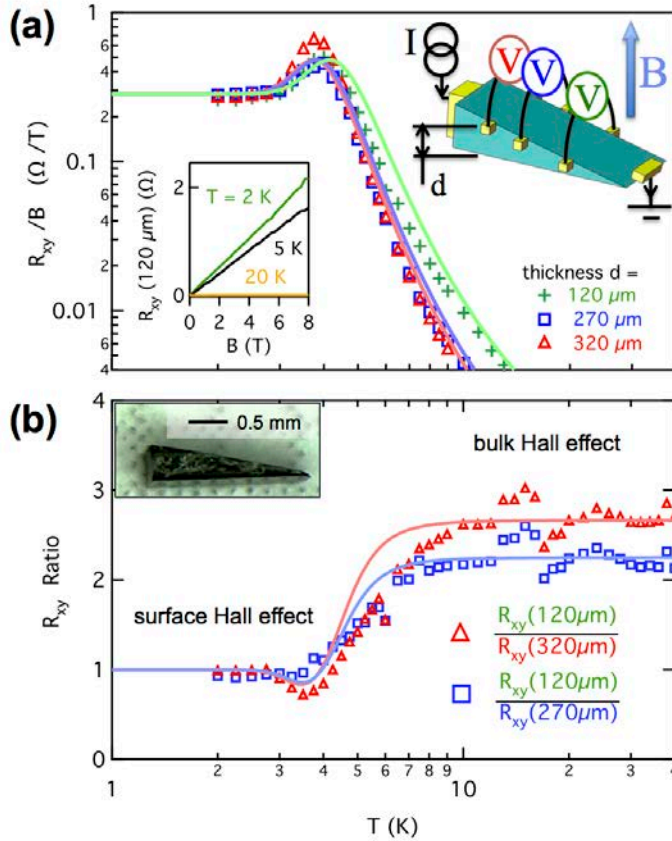 (a)
1
6
4
2
0.1
6
4
2
0.01
6
4
R_xy /B (Ω /T)
I
V V V
B
d
R_xy (120 µm) (Ω)
2
0
T = 2 K
5 K
20 K
0 2 4 6 8
B (T)
thickness d =
120 µm
270 µm
320 µm
(b)
4
3
2
1
0
R_xy Ratio
0.5 mm
bulk Hall effect
surface Hall effect
R_xy(120µm)
R_xy(320µm)
R_xy(120µm)
R_xy(270µm)
1 2 3 4 5 6 7 8 9 10 2 3 4
T (K)